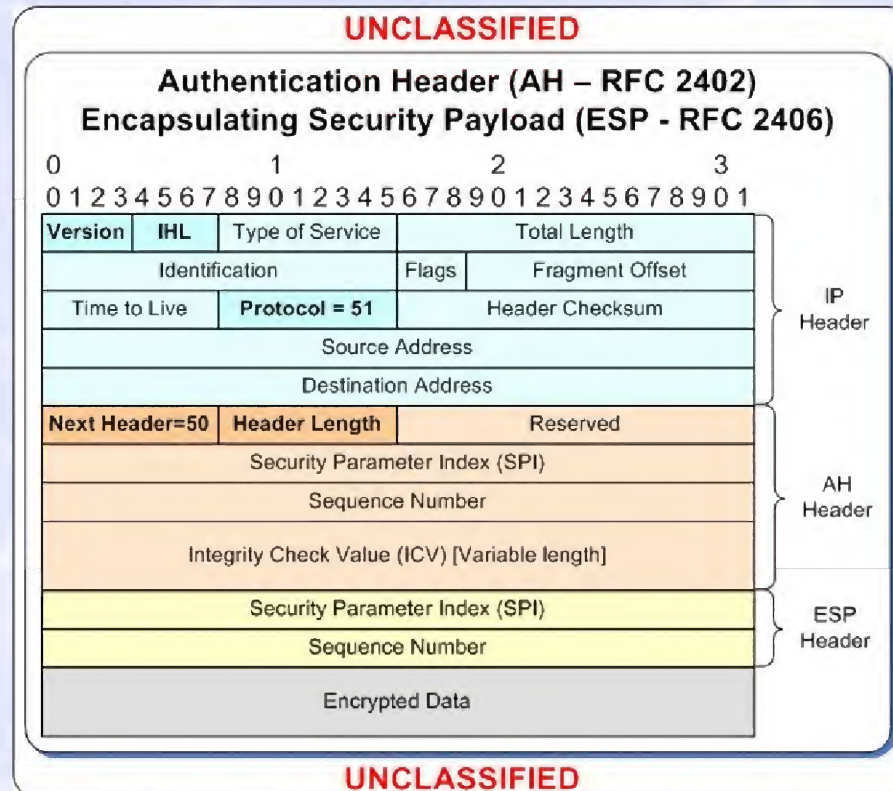 UNCLASSIFIED
Authentication Header (AH – RFC 2402)
Encapsulating Security Payload (ESP - RFC 2406)
0 1 2 3
0 1 2 3 4 5 6 7 8 9 0 1 2 3 4 5 6 7 8 9 0 1 2 3 4 5 6 7 8 9 0 1
Version IHL Type of Service Total Length
Identification Flags Fragment Offset
Time to Live Protocol = 51 Header Checksum
Source Address
Destination Address
IP
Header
Next Header=50 Header Length Reserved
Security Parameter Index (SPI)
Sequence Number
Integrity Check Value (ICV) [Variable length]
AH
Header
Security Parameter Index (SPI)
Sequence Number
ESP
Header
Encrypted Data
UNCLASSIFIED